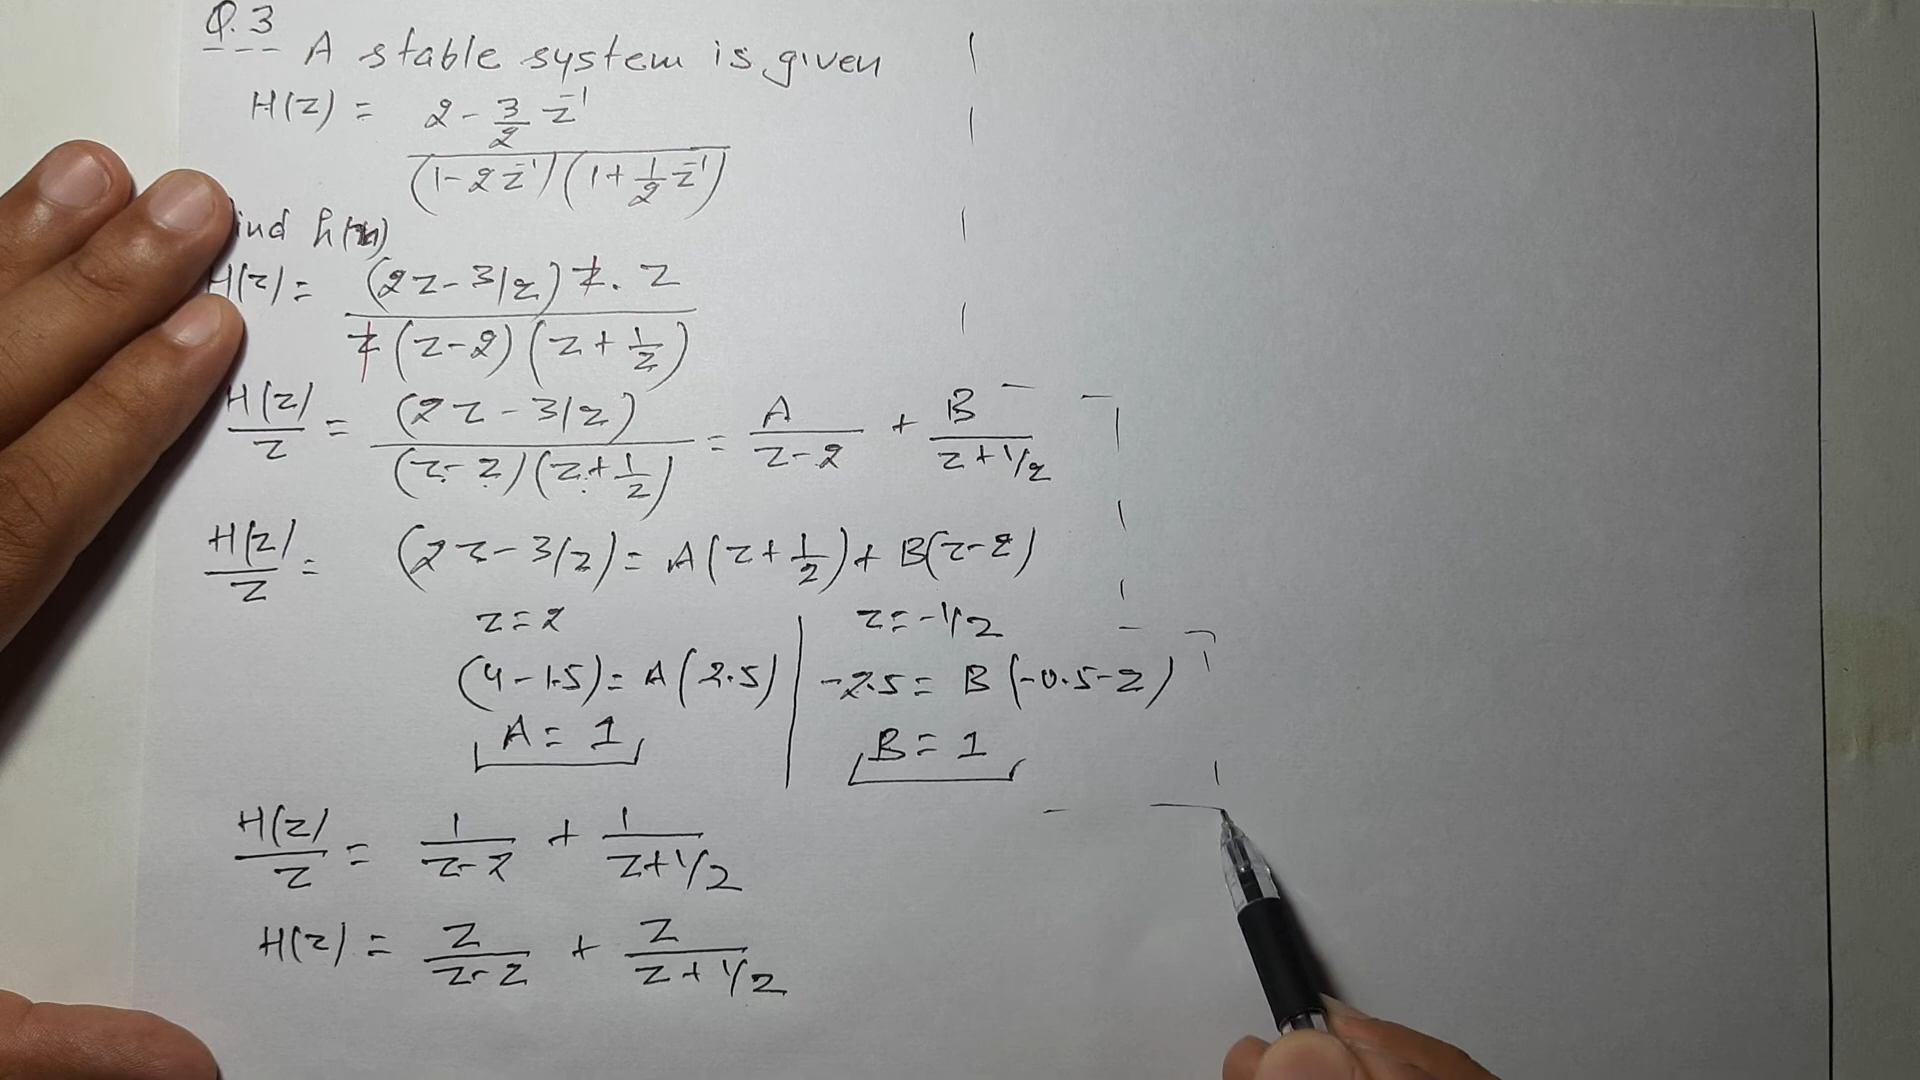 Q.3
A stable system is given
H(z) = (2 - 3/2 z^-1) / ((1 - 2z^-1)(1 + 1/2 z^-1))
ind h(n)
H(z) = ((2z - 3/2) z . z) / (z (z-2) (z + 1/2))
H(z)/z = (2z - 3/2) / ((z-2)(z + 1/2)) = A/(z-2) + B/(z+1/2)
H(z)/z = (2z - 3/2) = A(z + 1/2) + B(z-2)
z=2 | z=-1/2
(4-1.5) = A(2.5) | -2.5 = B(-0.5-2)
A = 1 | B = 1
H(z)/z = 1/(z-2) + 1/(z+1/2)
H(z) = z/(z-2) + z/(z+1/2)